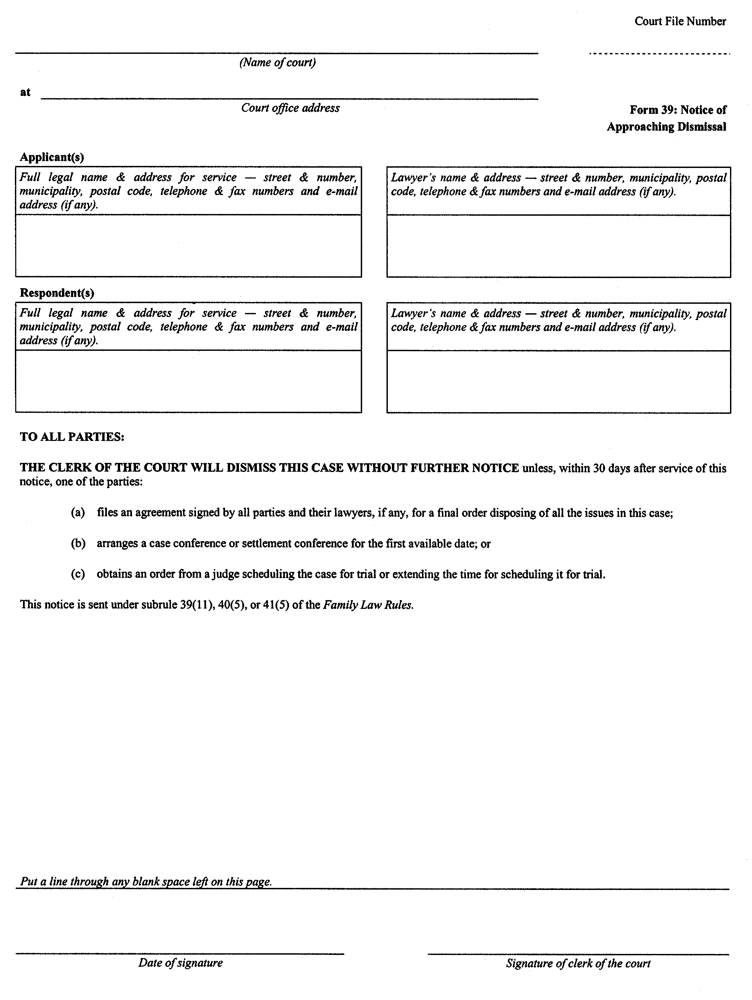 Court File Number
(Name of court)
at
Court office address
Form 39: Notice of
Approaching Dismissal
Applicant(s)
Full legal name & address for service — street & number,
municipality, postal code, telephone & fax numbers and e-mail
address (if any).
Lawyer's name & address — street & number, municipality, postal
code, telephone & fax numbers and e-mail address (if any).
Respondent(s)
Full legal name & address for service — street & number,
municipality, postal code, telephone & fax numbers and e-mail
address (if any).
Lawyer's name & address — street & number, municipality, postal
code, telephone & fax numbers and e-mail address (if any).
TO ALL PARTIES:
THE CLERK OF THE COURT WILL DISMISS THIS CASE WITHOUT FURTHER NOTICE unless, within 30 days after service of this
notice, one of the parties:
(a) files an agreement signed by all parties and their lawyers, if any, for a final order disposing of all the issues in this case;
(b) arranges a case conference or settlement conference for the first available date; or
(c) obtains an order from a judge scheduling the case for trial or extending the time for scheduling it for trial.
This notice is sent under subrule 39(11), 40(5), or 41(5) of the Family Law Rules.
Put a line through any blank space left on this page.
Date of signature
Signature of clerk of the court